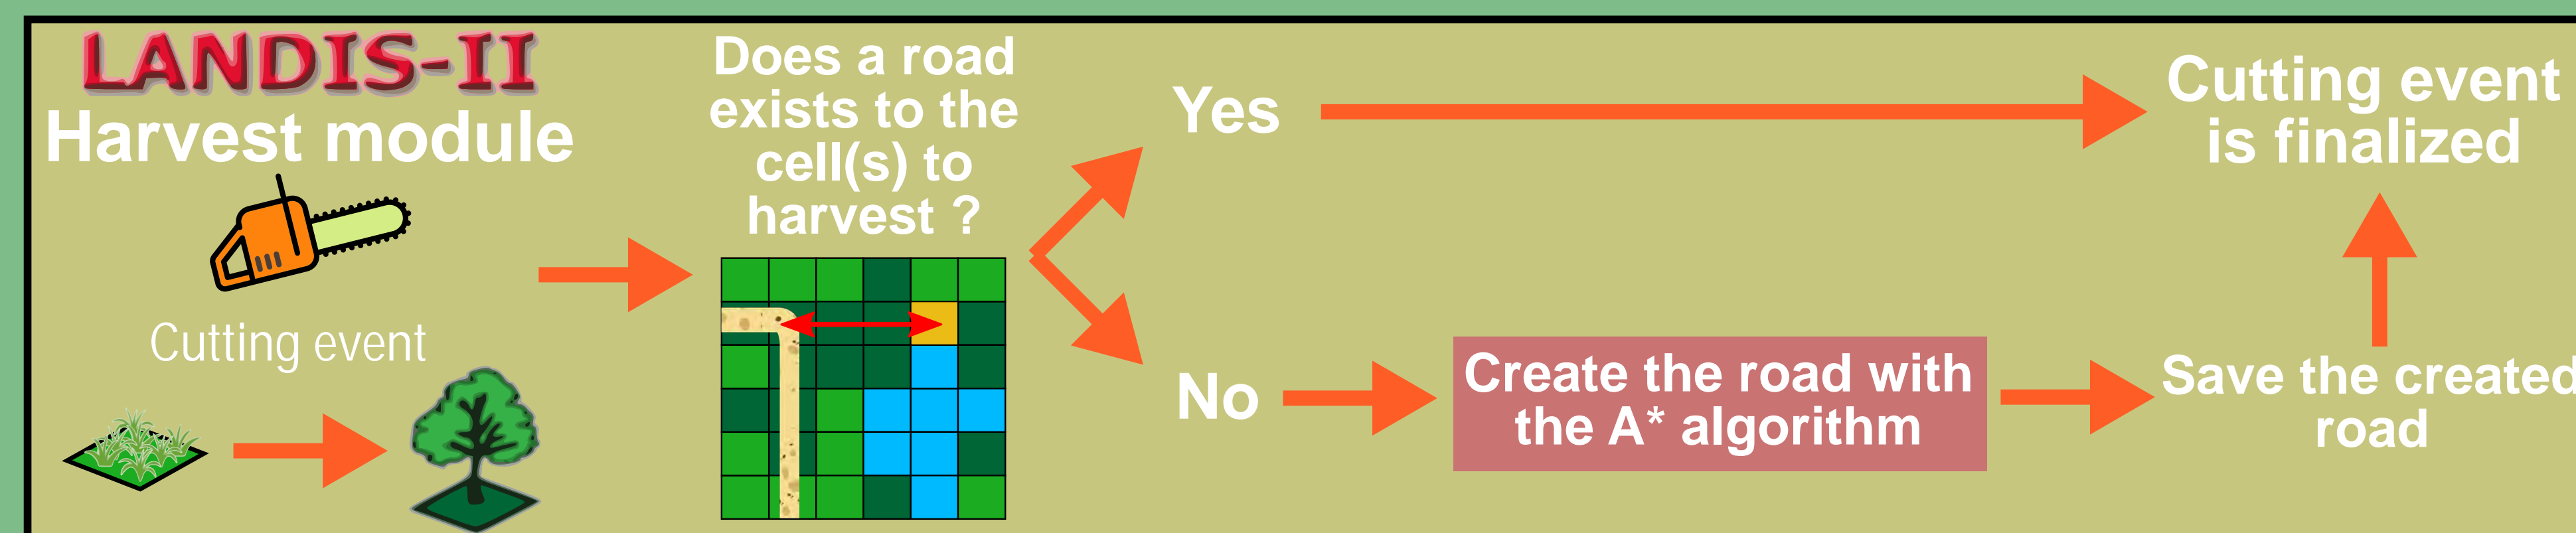 LANDIS-II
Harvest module
Cutting event
Does a road
exists to the
cell(s) to
harvest ?
Yes
No
Create the road with
the A* algorithm
Save the created
road
Cutting event
is finalized